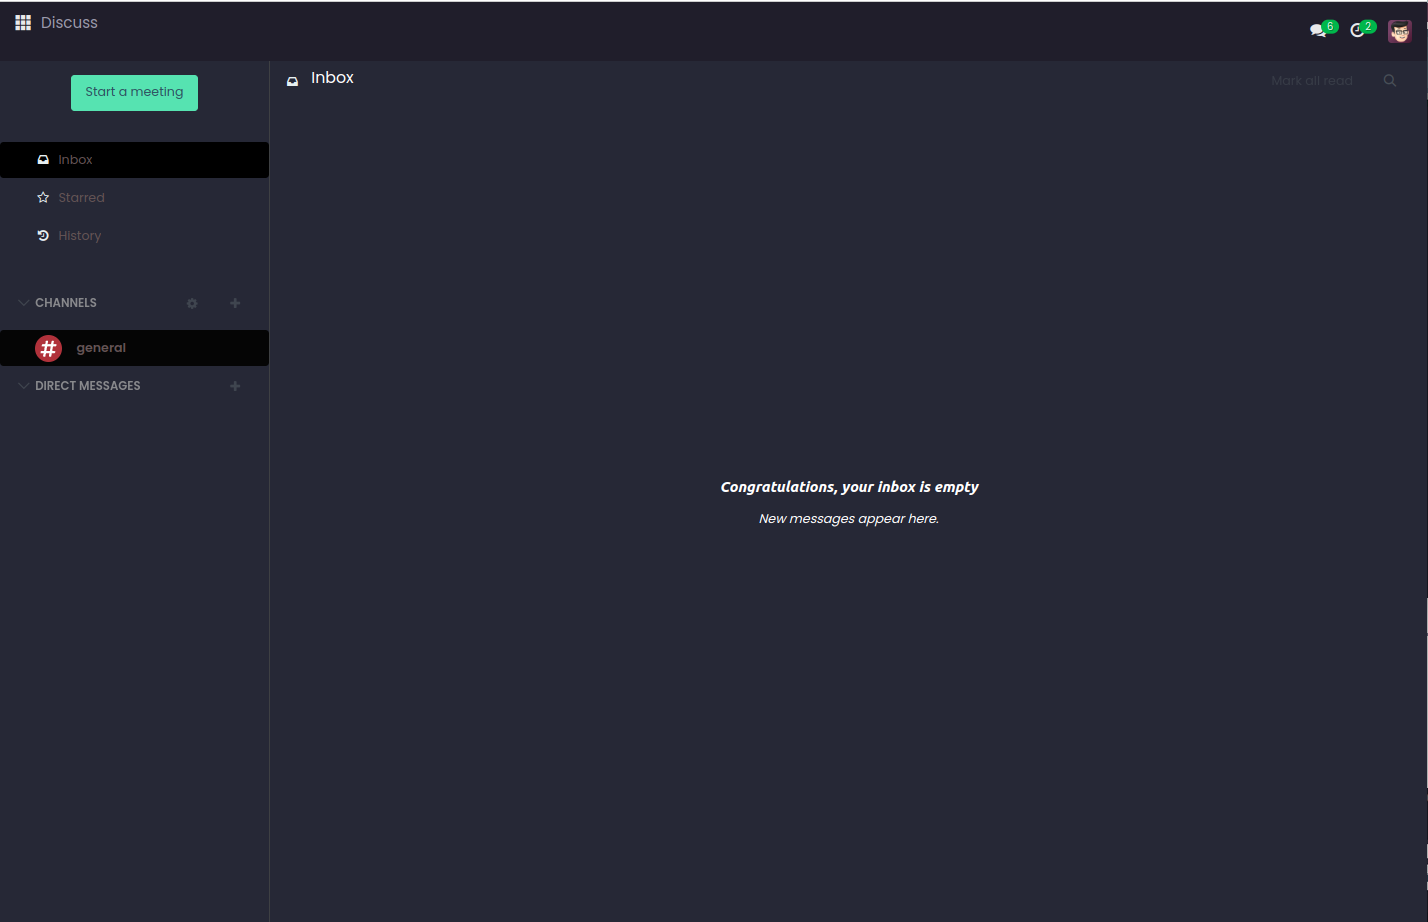 Discuss
6
2
Start a meeting
Inbox
Mark all read
Inbox
Starred
History
CHANNELS
# general
DIRECT MESSAGES
Congratulations, your inbox is empty
New messages appear here.